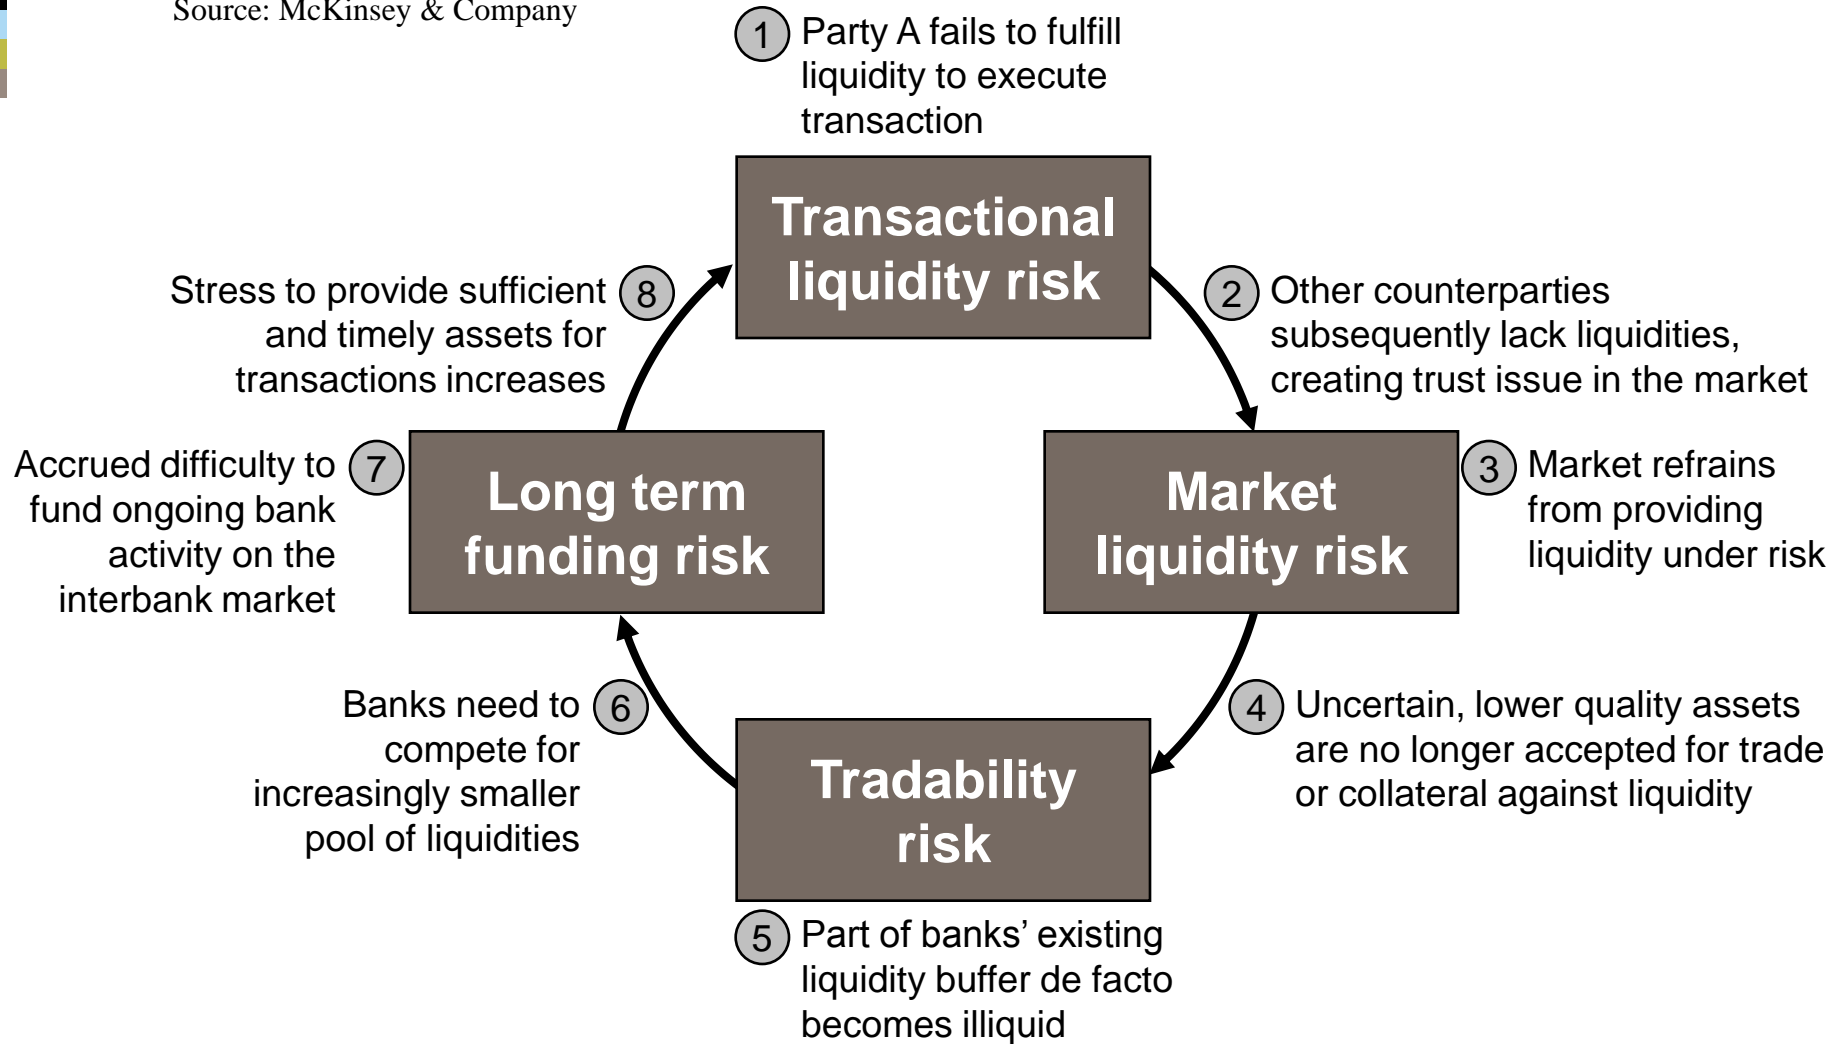 Source: McKinsey & Company
1
Party A fails to fulfill
liquidity to execute
transaction
Transactional
liquidity risk
2
Other counterparties
subsequently lack liquidities,
creating trust issue in the market
Market
liquidity risk
3
Market refrains
from providing
liquidity under risk
4
Uncertain, lower quality assets
are no longer accepted for trade
or collateral against liquidity
Tradability
risk
5
Part of banks’ existing
liquidity buffer de facto
becomes illiquid
6
Banks need to
compete for
increasingly smaller
pool of liquidities
Long term
funding risk
7
Accrued difficulty to
fund ongoing bank
activity on the
interbank market
8
Stress to provide sufficient
and timely assets for
transactions increases